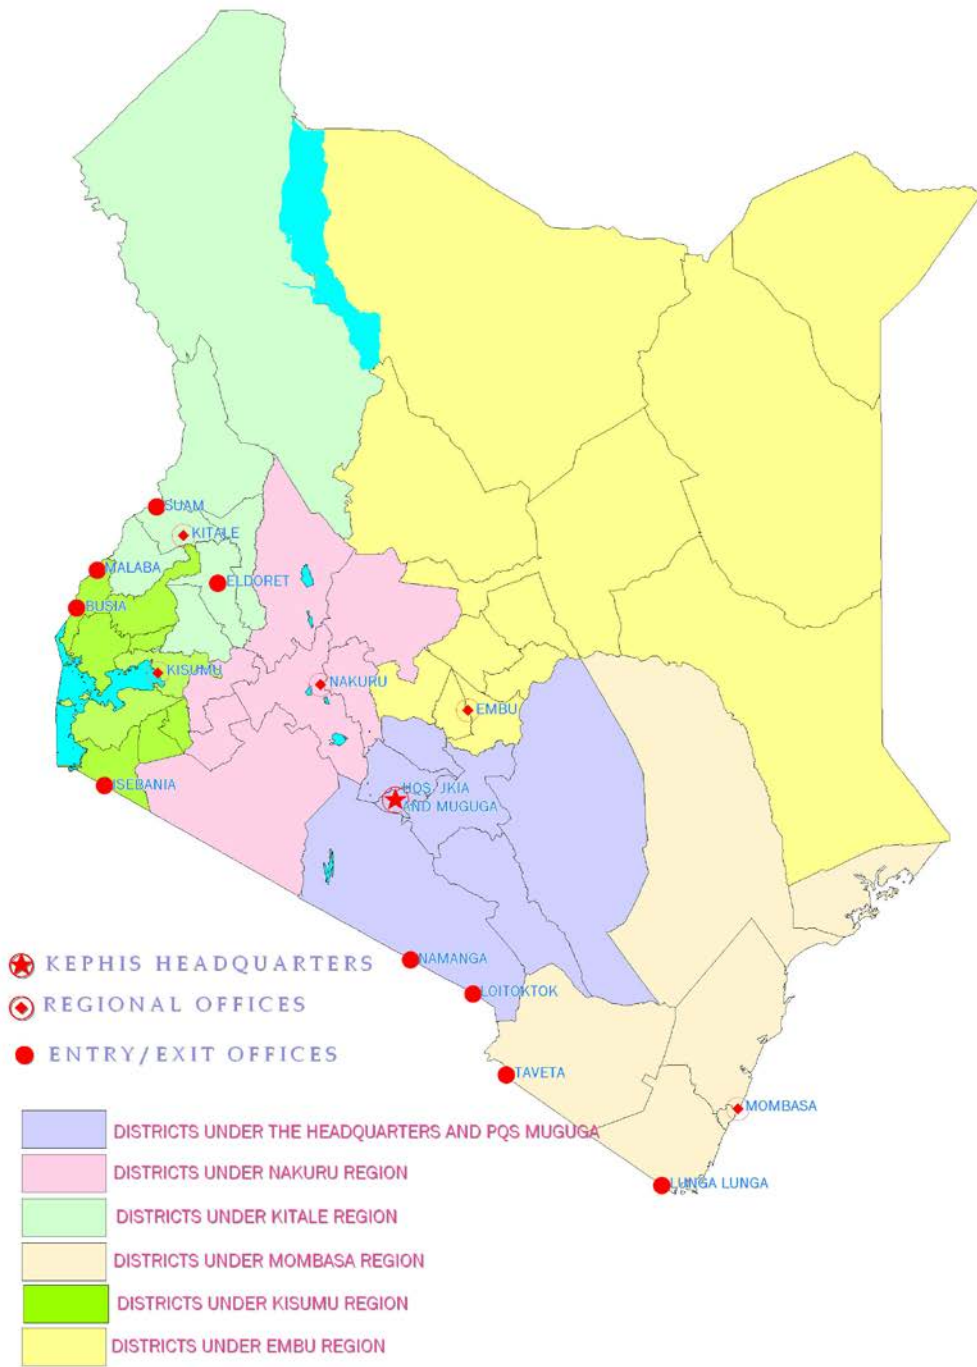 SUAM
KITALE
MALABA
ELDORET
BUSIA
KISUMU
NAKURU
EMBU
ISEBANIA
HQS, JKIA
AND MUGUGA
NAMANGA
LOITOKTOK
TAVETA
MOMBASA
LUNGA LUNGA
KEPHIS HEADQUARTERS
REGIONAL OFFICES
ENTRY/EXIT OFFICES
DISTRICTS UNDER THE HEADQUARTERS AND PQS MUGUGA
DISTRICTS UNDER NAKURU REGION
DISTRICTS UNDER KITALE REGION
DISTRICTS UNDER MOMBASA REGION
DISTRICTS UNDER KISUMU REGION
DISTRICTS UNDER EMBU REGION